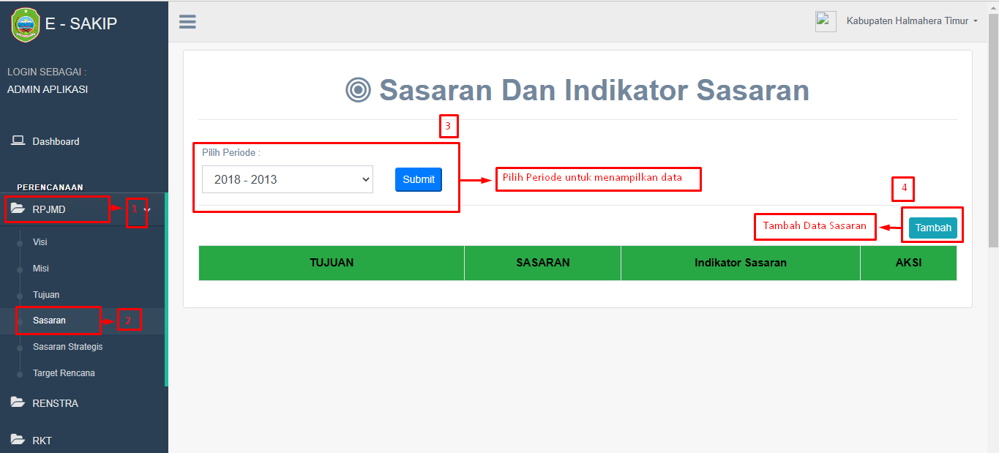 E - SAKIP
Kabupaten Halmahera Timur
LOGIN SEBAGAI :
ADMIN APLIKASI
Dashboard
PERENCANAAN
RPJMD
1
Visi
Misi
Tujuan
Sasaran
2
Sasaran Strategis
Target Rencana
RENSTRA
RKT
Sasaran Dan Indikator Sasaran
3
Pilih Periode :
2018 - 2013
Submit
Pilih Periode untuk menampilkan data
4
Tambah Data Sasaran
Tambah
TUJUAN SASARAN Indikator Sasaran AKSI